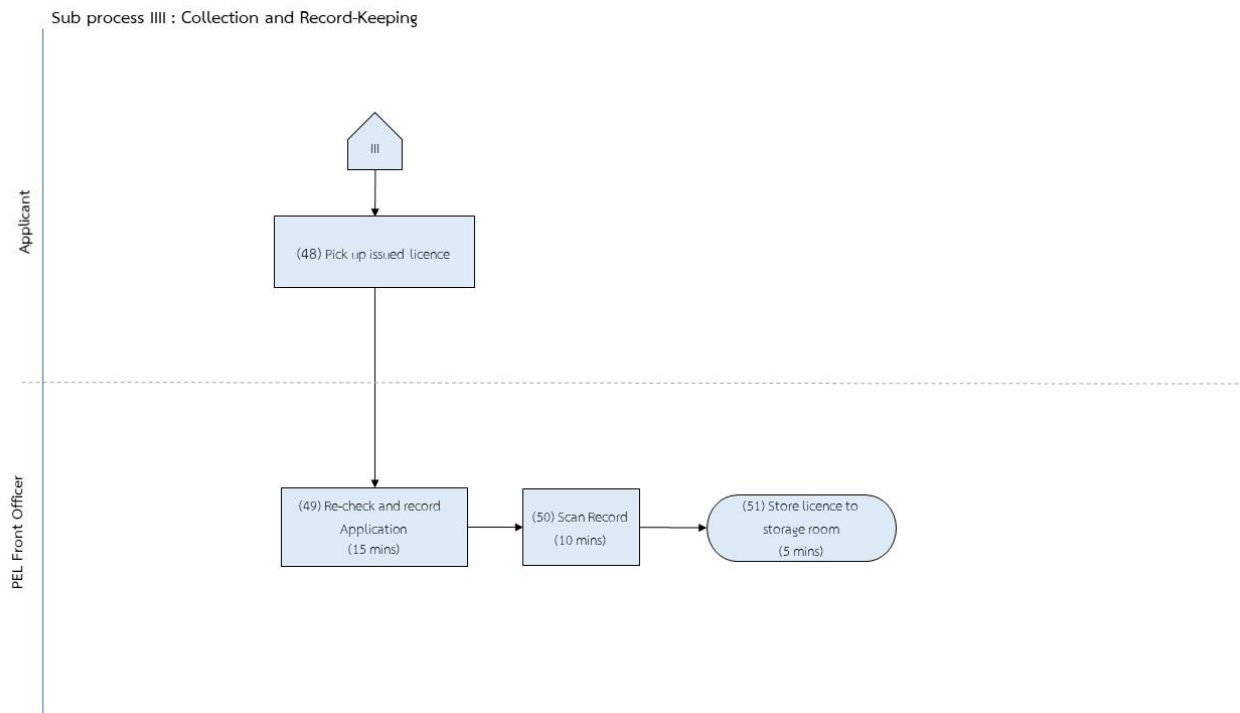 Sub process IIII : Collection and Record-Keeping
III
Applicant
(48) Pick up issued licence
PEL Front Officer
(49) Re-check and record
Application
(15 mins)
(50) Scan Record
(10 mins)
(51) Store licence to
storage room
(5 mins)